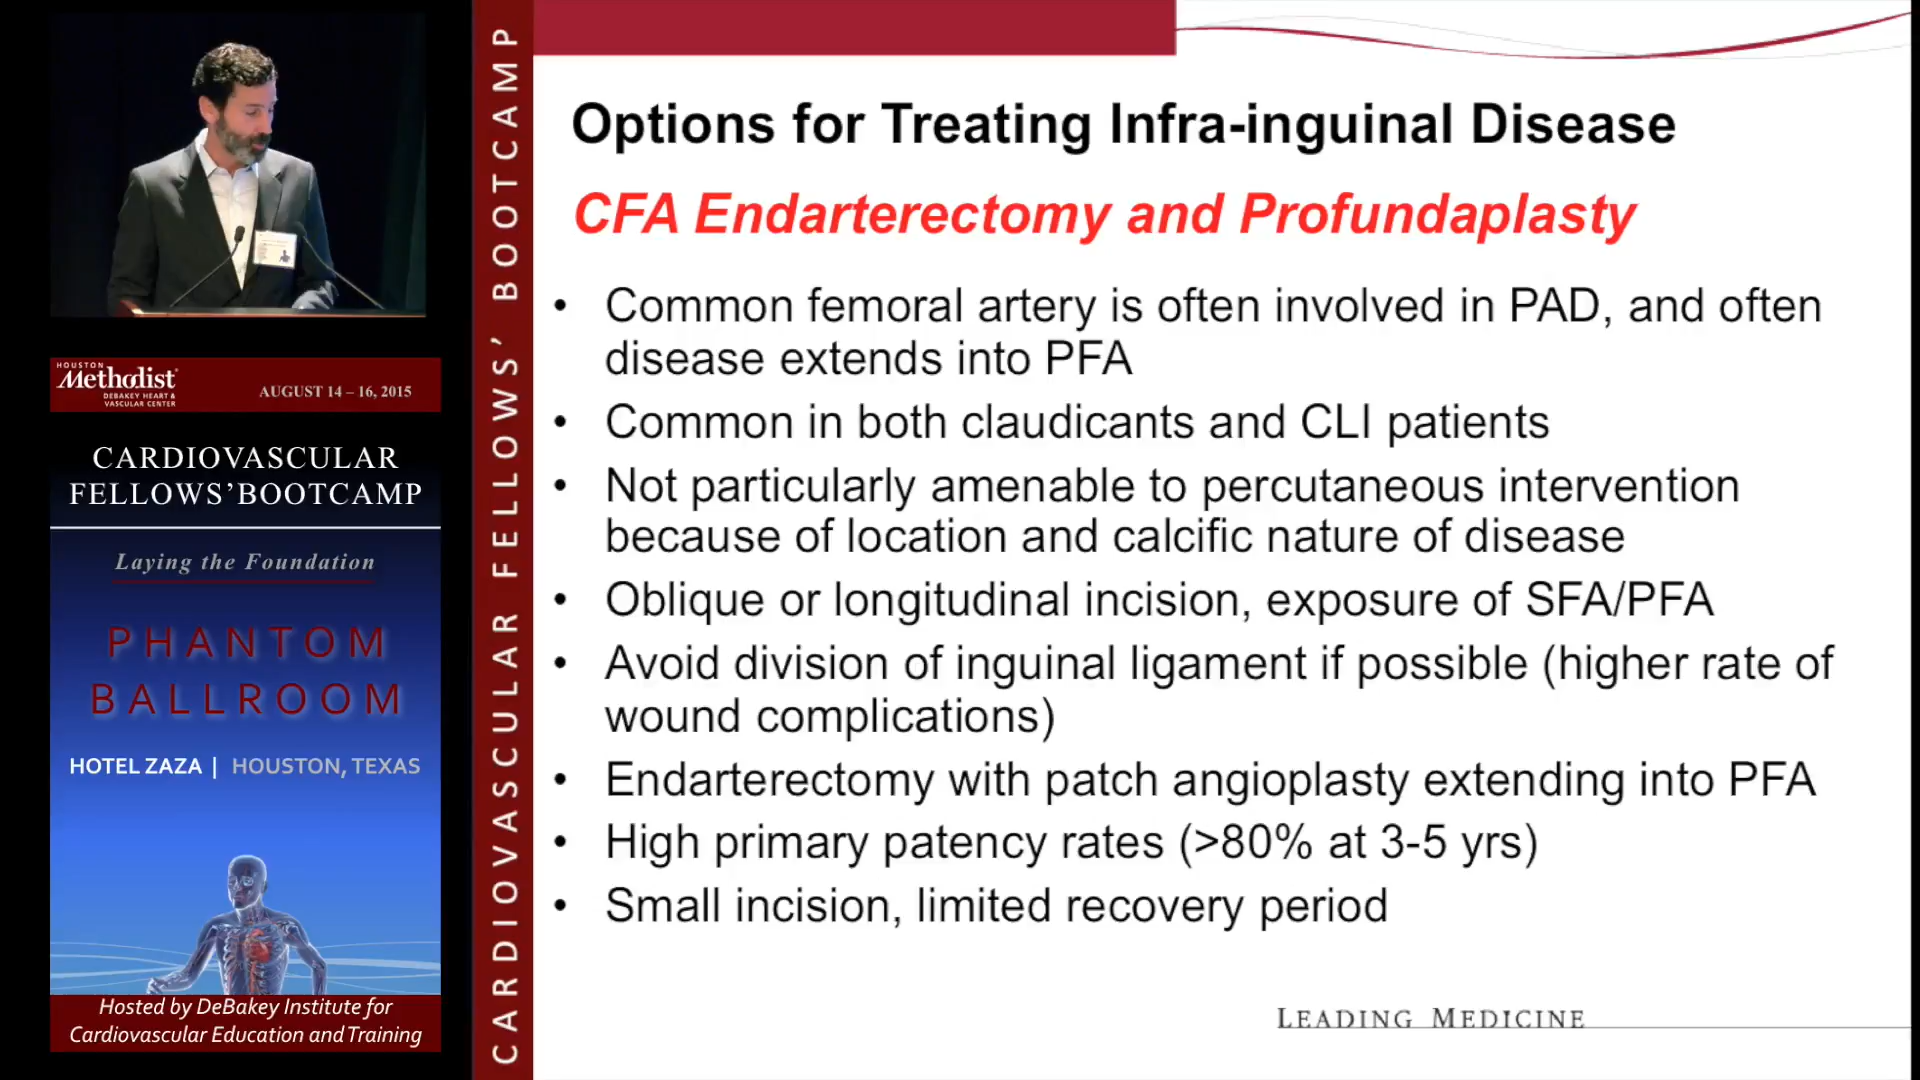 HOUSTON
Methodist
DEBAKEY HEART &
VASCULAR CENTER
AUGUST 14 – 16, 2015
CARDIOVASCULAR
FELLOWS’BOOTCAMP
Laying the Foundation
PHANTOM
BALLROOM
HOTEL ZAZA | HOUSTON, TEXAS
Hosted by DeBakey Institute for
Cardiovascular Education and Training
CARDIOVASCULAR FELLOWS’ BOOTCAMP
Options for Treating Infra-inguinal Disease
CFA Endarterectomy and Profundaplasty
• Common femoral artery is often involved in PAD, and often
disease extends into PFA
• Common in both claudicants and CLI patients
• Not particularly amenable to percutaneous intervention
because of location and calcific nature of disease
• Oblique or longitudinal incision, exposure of SFA/PFA
• Avoid division of inguinal ligament if possible (higher rate of
wound complications)
• Endarterectomy with patch angioplasty extending into PFA
• High primary patency rates (>80% at 3-5 yrs)
• Small incision, limited recovery period
LEADING MEDICINE